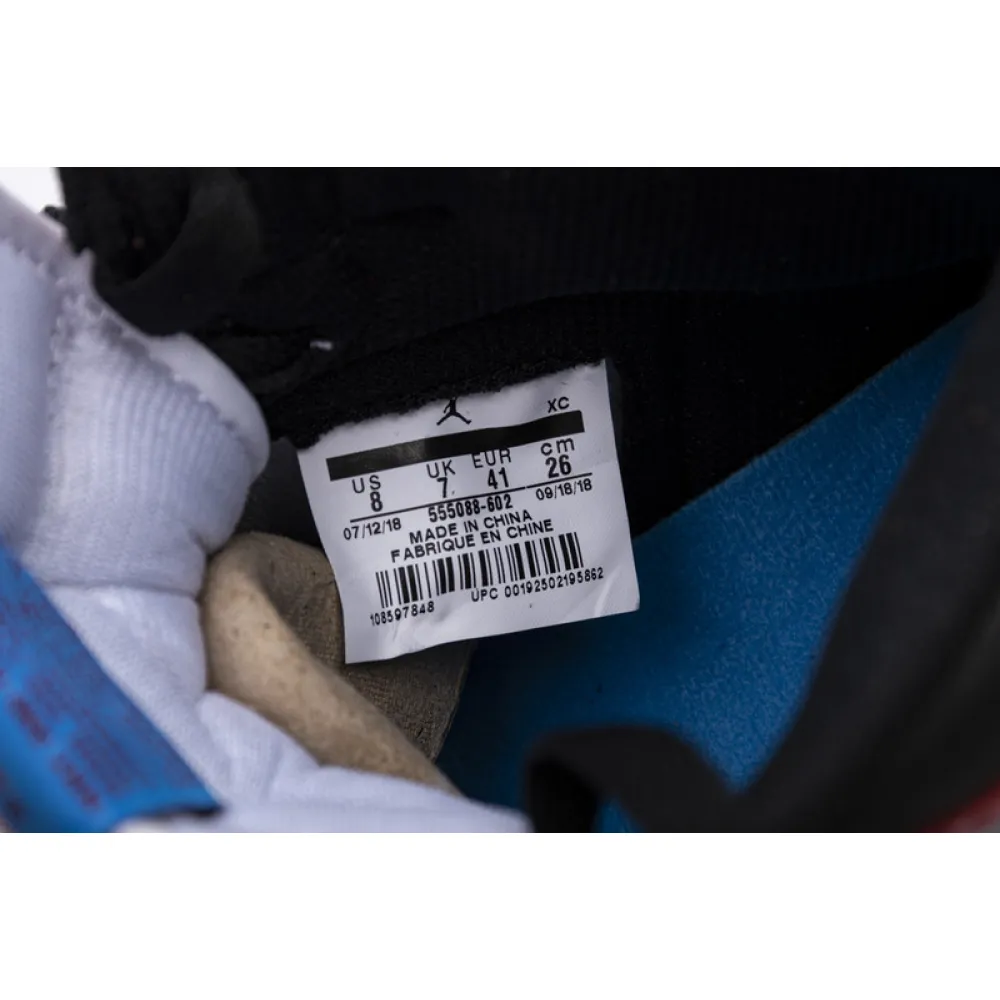 XC
US UK EUR cm
8 7 41 26
07/12/18 555088-602 09/18/18
MADE IN CHINA
FABRIQUE EN CHINE
108597848 UPC 00192502195862